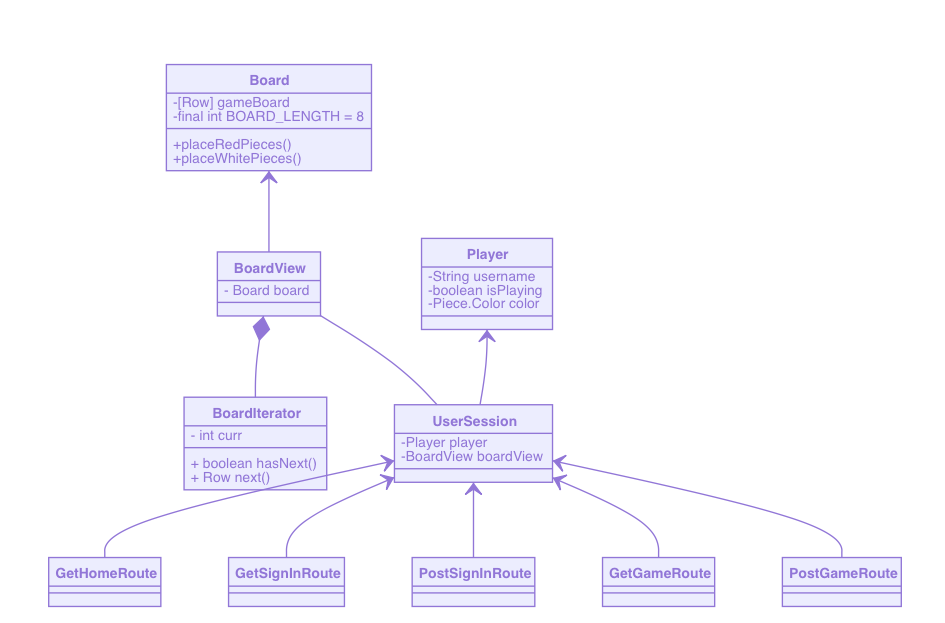 Board
-[Row] gameBoard
-final int BOARD_LENGTH = 8
+placeRedPieces()
+placeWhitePieces()
BoardView
- Board board
Player
-String username
-boolean isPlaying
-Piece.Color color
BoardIterator
- int curr
+ boolean hasNext()
+ Row next()
UserSession
-Player player
-BoardView boardView
GetHomeRoute
GetSignInRoute
PostSignInRoute
GetGameRoute
PostGameRoute